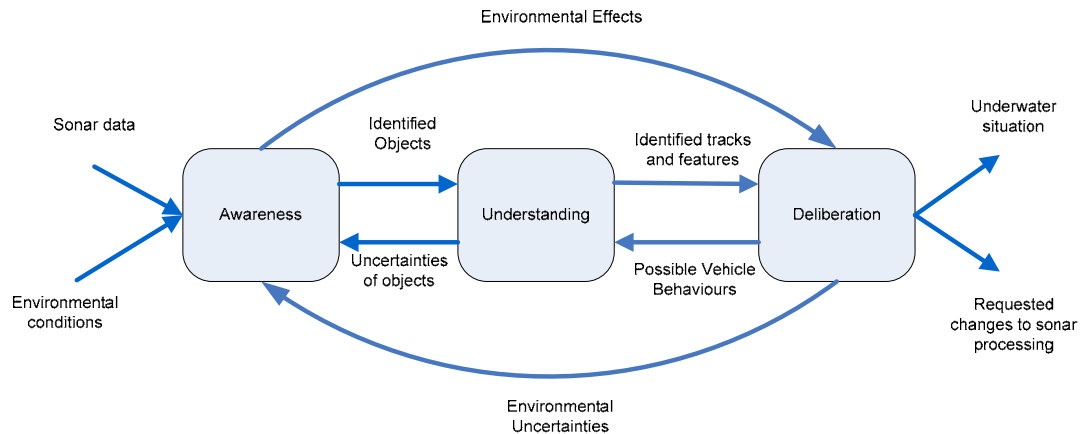 Environmental Effects
Sonar data
Identified
Objects
Identified tracks
and features
Underwater
situation
Awareness
Understanding
Deliberation
Uncertainties
of objects
Possible Vehicle
Behaviours
Environmental
conditions
Requested
changes to sonar
processing
Environmental
Uncertainties